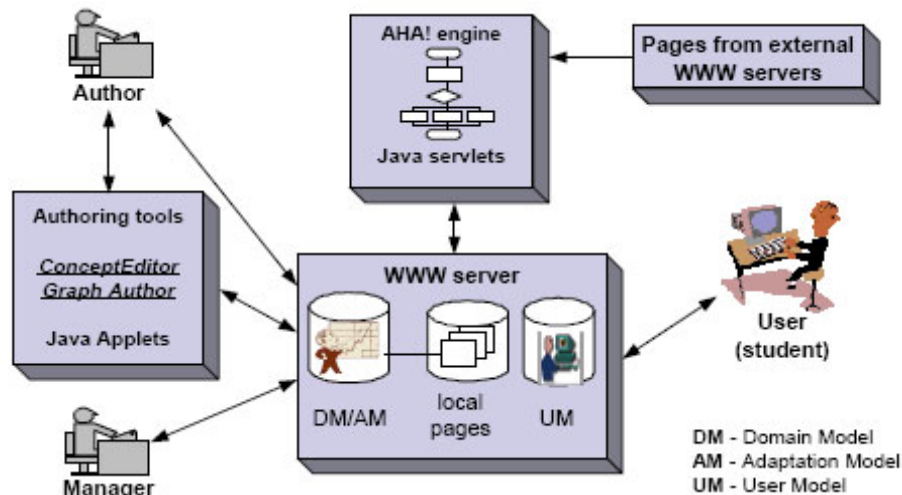 Author
AHA! engine
Java servlets
Pages from external
WWW servers
Authoring tools
ConceptEditor
Graph Author
Java Applets
WWW server
DM/AM
local
pages
UM
User
(student)
Manager
DM - Domain Model
AM - Adaptation Model
UM - User Model